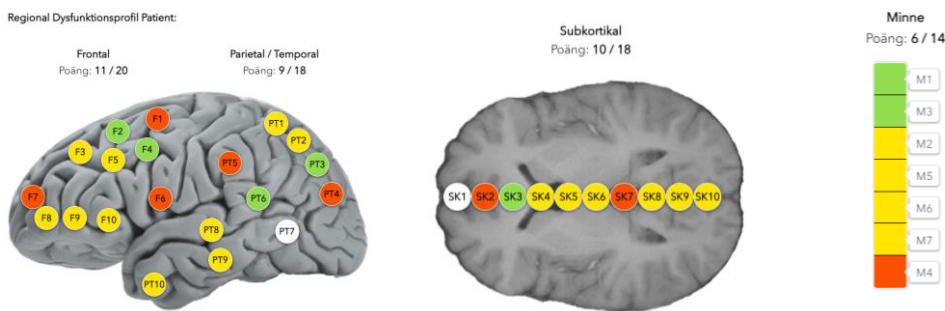 Regional Dysfunktionsprofil Patient:
Frontal
Poäng: 11 / 20
Parietal / Temporal
Poäng: 9 / 18
F1
F2
F3
F4
F5
F6
F7
F8
F9
F10
PT1
PT2
PT3
PT4
PT5
PT6
PT7
PT8
PT9
PT10
Subkortikal
Poäng: 10 / 18
SK1 SK2 SK3 SK4 SK5 SK6 SK7 SK8 SK9 SK10
Minne
Poäng: 6 / 14
M1
M3
M2
M5
M6
M7
M4